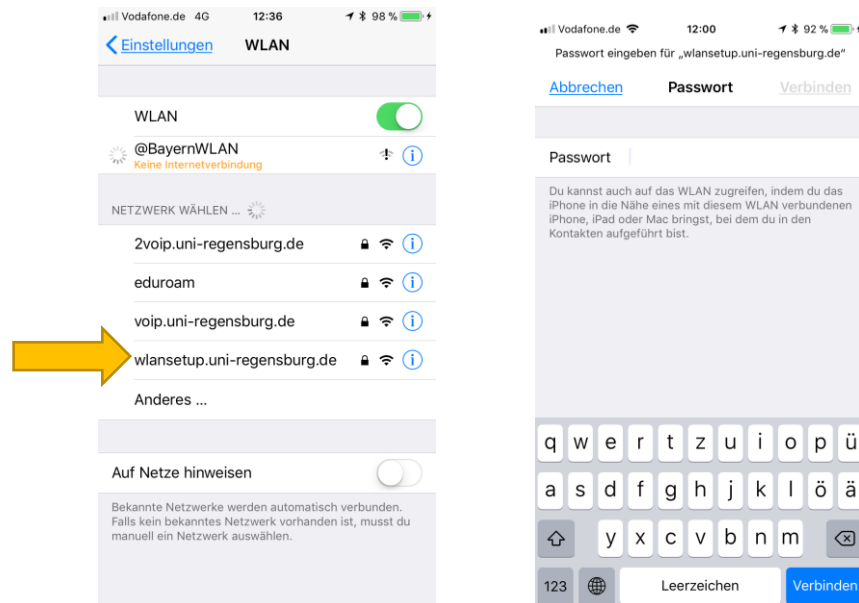 Vodafone.de 4G 12:36 98 %
Einstellungen WLAN
WLAN
@BayernWLAN
Keine Internetverbindung
NETZWERK WÄHLEN ...
2voip.uni-regensburg.de
eduroam
voip.uni-regensburg.de
wlansetup.uni-regensburg.de
Anderes ...
Auf Netze hinweisen
Bekannte Netzwerke werden automatisch verbunden.
Falls kein bekanntes Netzwerk vorhanden ist, musst du
manuell ein Netzwerk auswählen.
Vodafone.de 12:00 92 %
Passwort eingeben für „wlansetup.uni-regensburg.de“
Abbrechen Passwort Verbinden
Passwort
Du kannst auch auf das WLAN zugreifen, indem du das
iPhone in die Nähe eines mit diesem WLAN verbundenen
iPhone, iPad oder Mac bringst, bei dem du in den
Kontakten aufgeführt bist.
q w e r t z u i o p ü
a s d f g h j k l ö ä
y x c v b n m
123 Leerzeichen Verbinden